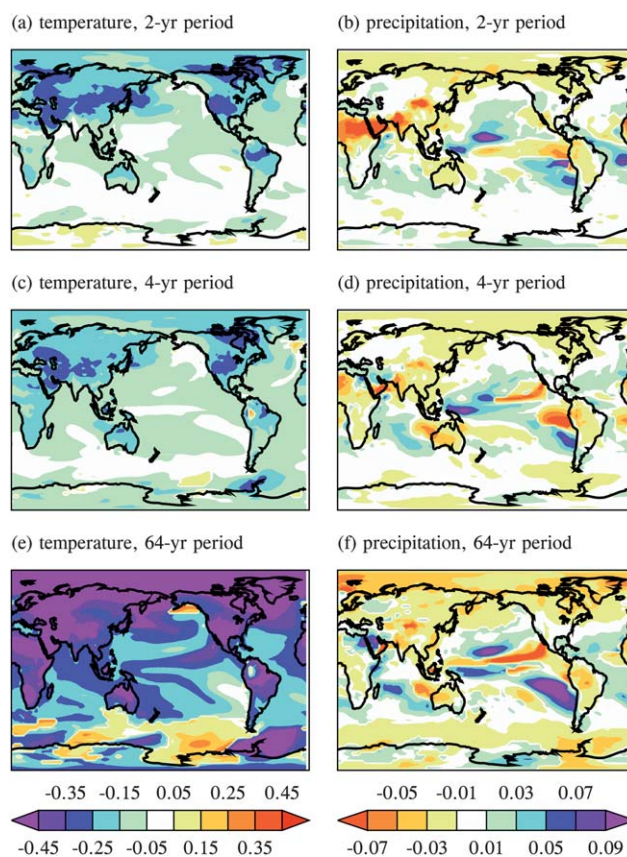 (a) temperature, 2-yr period
(b) precipitation, 2-yr period
(c) temperature, 4-yr period
(d) precipitation, 4-yr period
(e) temperature, 64-yr period
(f) precipitation, 64-yr period
-0.35 -0.15 0.05 0.25 0.45
-0.45 -0.25 -0.05 0.15 0.35
-0.05 -0.01 0.03 0.07
-0.07 -0.03 0.01 0.05 0.09